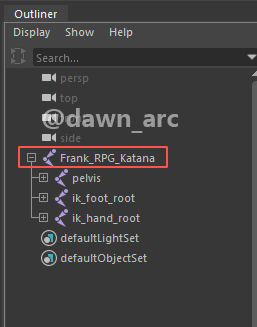 Outliner
Display Show Help
Search...
persp
top
@dawn_arc
side
Frank_RPG_Katana
pelvis
ik_foot_root
ik_hand_root
defaultLightSet
defaultObjectSet